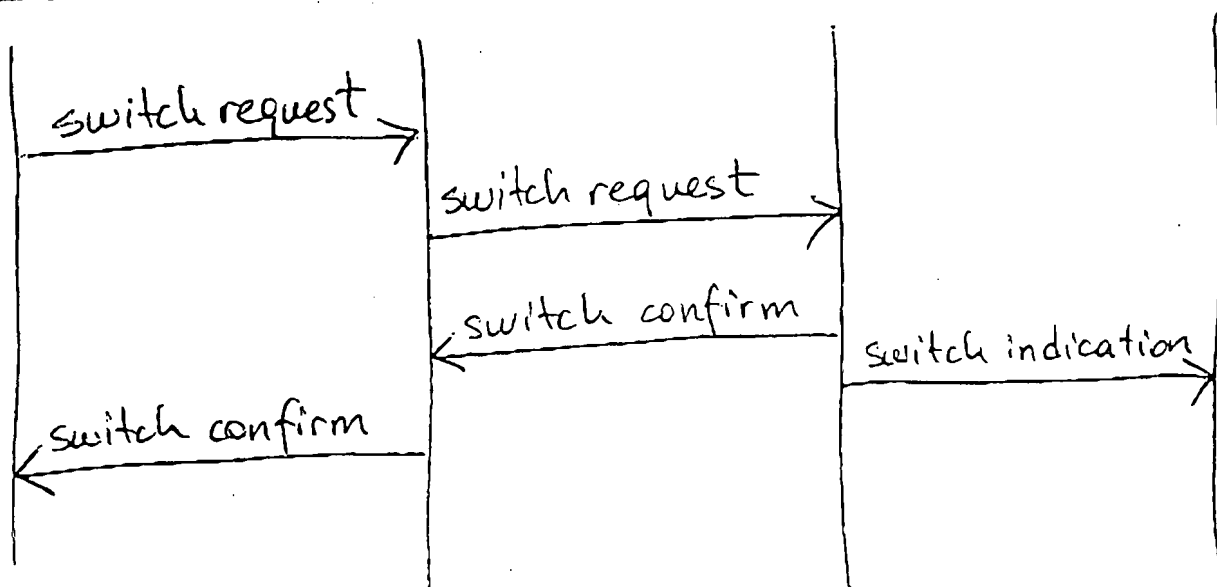 switch request
switch request
switch confirm
switch indication
switch confirm